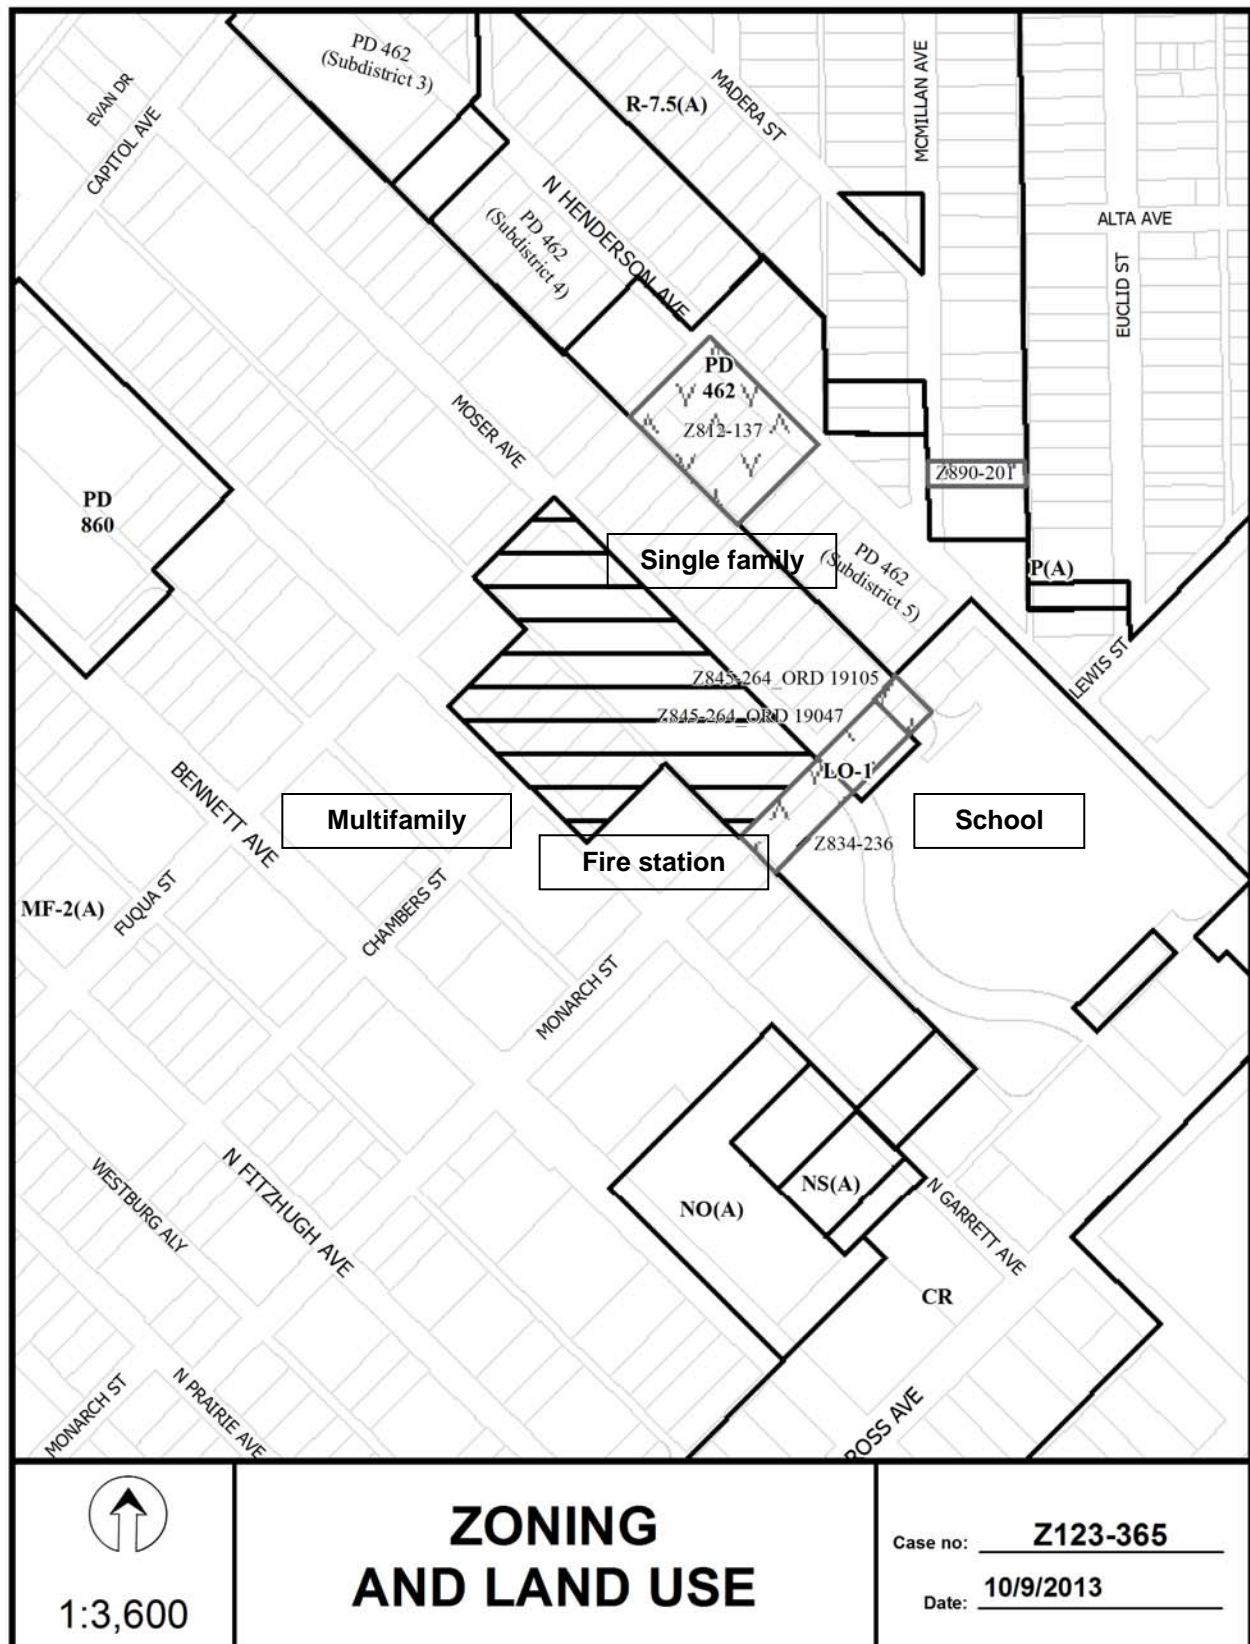 PD 462
(Subdistrict 3)
EVAN DR
CAPITOL AVE
R-7.5(A)
MADERA ST
MCMILLAN AVE
ALTA AVE
EUCLID ST
N HENDERSON AVE
PD 462
(Subdistrict 4)
PD
462
Z812-137
MOSER AVE
Z890-201
PD
860
Single family
PD 462
(Subdistrict 5)
P(A)
LEWIS ST
Z845-264_ORD 19105
Z845-264_ORD 19047
LO-1
BENNETT AVE
Multifamily
School
Fire station
Z834-236
MF-2(A)
FUQUA ST
CHAMBERS ST
MONARCH ST
N FITZHUGH AVE
WESTBURG ALY
NS(A)
NO(A)
N GARRETT AVE
CR
MONARCH ST
N PRAIRIE AVE
ROSS AVE
1:3,600
ZONING
AND LAND USE
Case no: Z123-365
Date: 10/9/2013